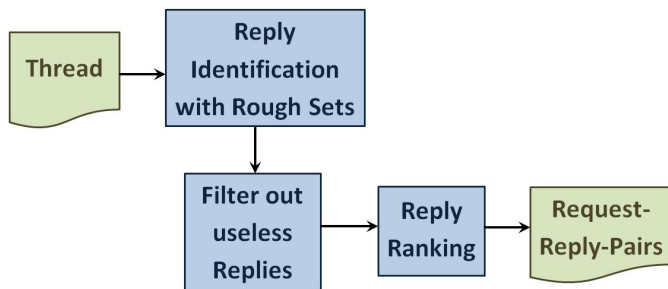 Thread
Reply
Identification
with Rough Sets
Filter out
useless
Replies
Reply
Ranking
Request-
Reply-Pairs